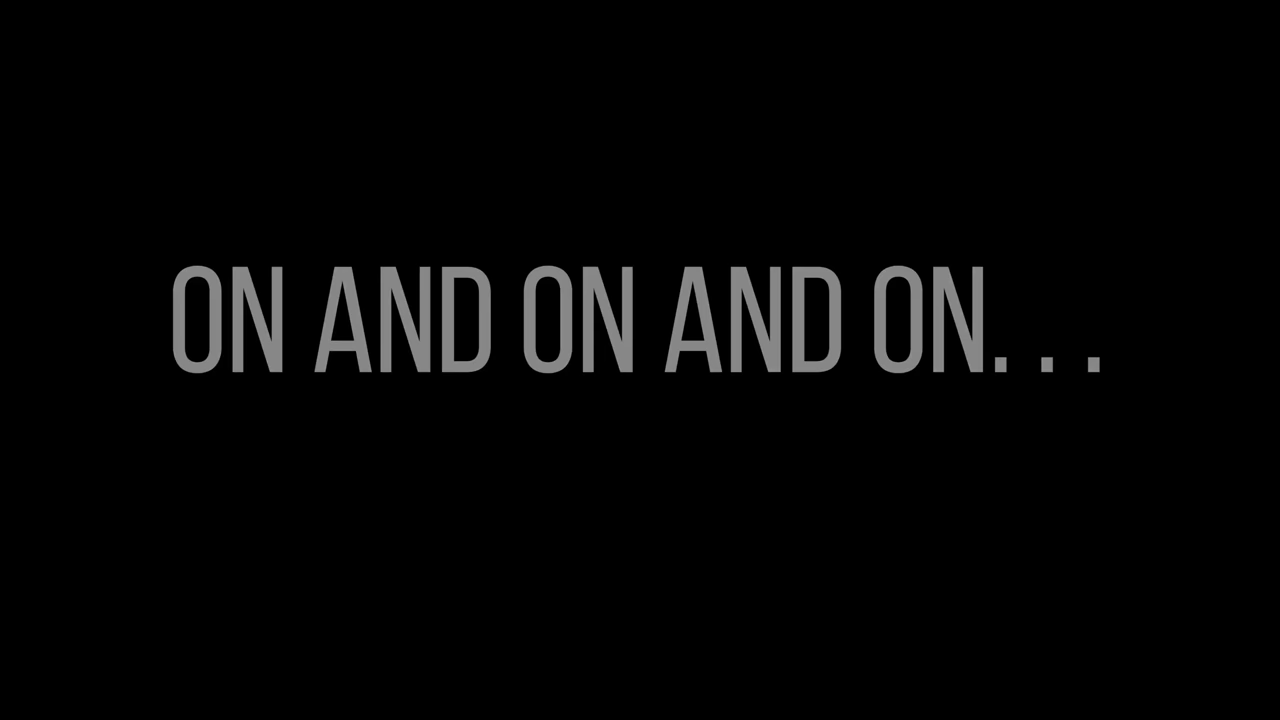 ON AND ON AND ON. . .